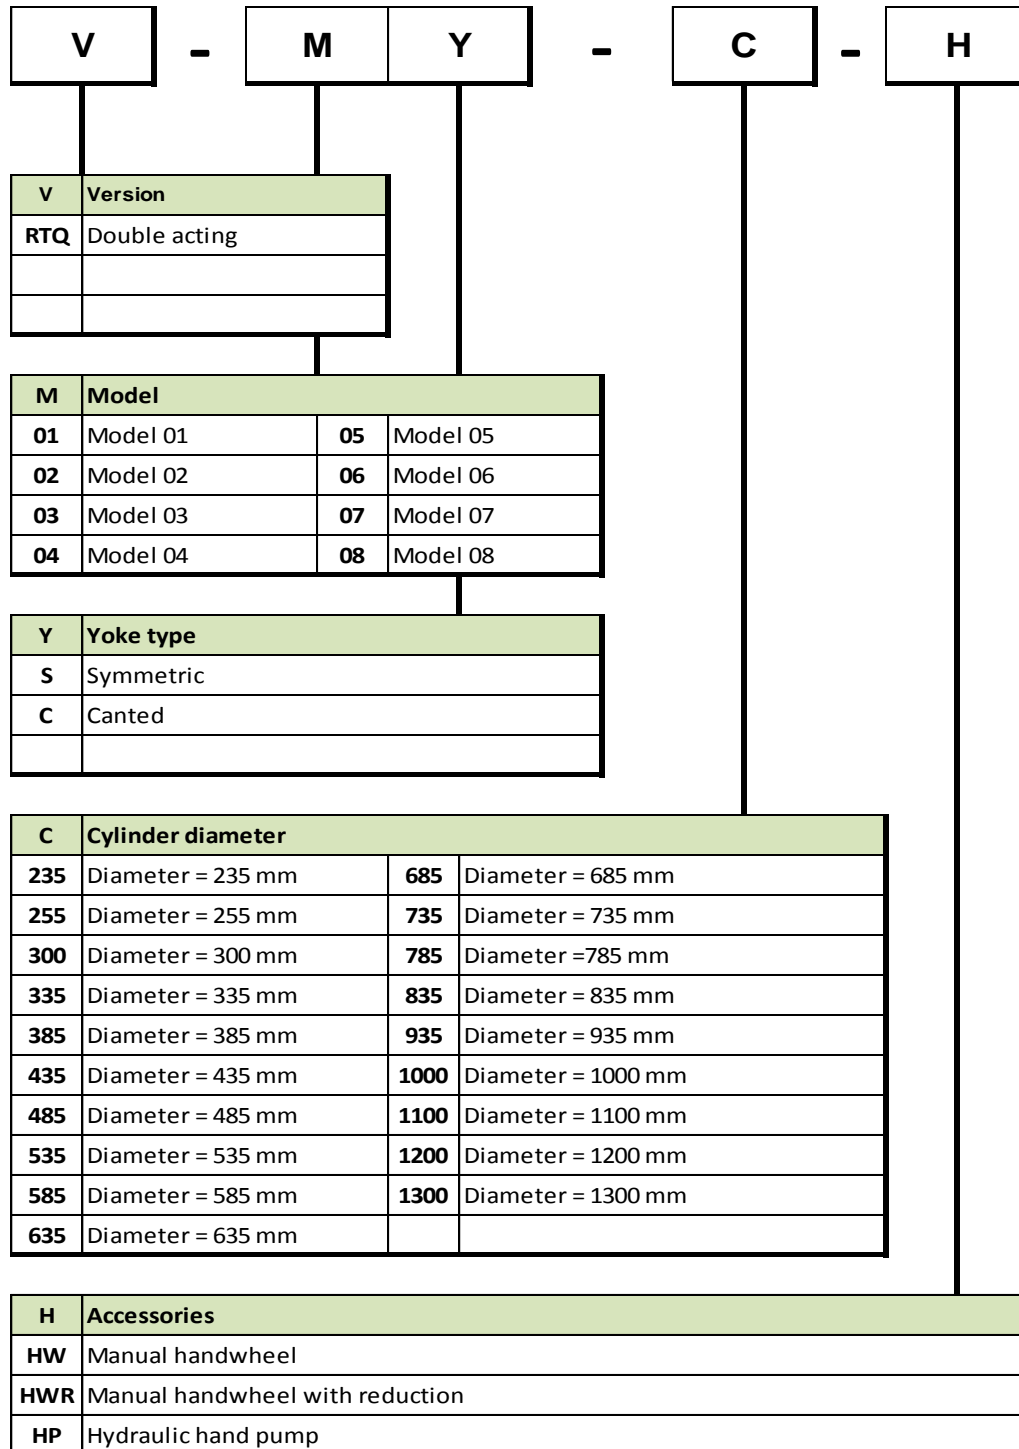 V - M Y - C - H
V Version
RTQ Double acting
M Model
01 Model 01 05 Model 05
02 Model 02 06 Model 06
03 Model 03 07 Model 07
04 Model 04 08 Model 08
Y Yoke type
S Symmetric
C Canted
C Cylinder diameter
235 Diameter = 235 mm 685 Diameter = 685 mm
255 Diameter = 255 mm 735 Diameter = 735 mm
300 Diameter = 300 mm 785 Diameter =785 mm
335 Diameter = 335 mm 835 Diameter = 835 mm
385 Diameter = 385 mm 935 Diameter = 935 mm
435 Diameter = 435 mm 1000 Diameter = 1000 mm
485 Diameter = 485 mm 1100 Diameter = 1100 mm
535 Diameter = 535 mm 1200 Diameter = 1200 mm
585 Diameter = 585 mm 1300 Diameter = 1300 mm
635 Diameter = 635 mm
H Accessories
HW Manual handwheel
HWR Manual handwheel with reduction
HP Hydraulic hand pump